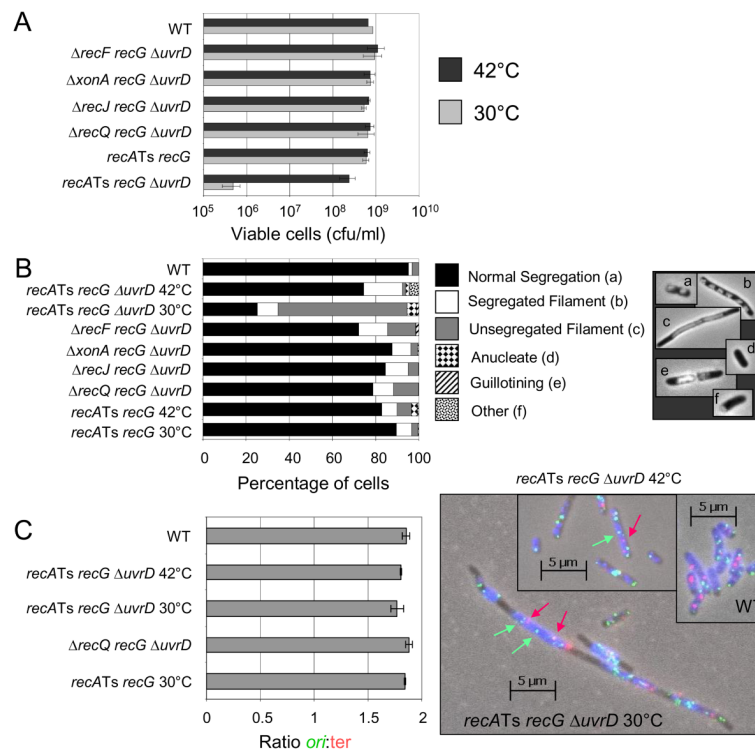 A
WT
ΔrecF recG ΔuvrD
ΔxonA recG ΔuvrD
ΔrecJ recG ΔuvrD
ΔrecQ recG ΔuvrD
recATs recG
recATs recG ΔuvrD
10^5 10^6 10^7 10^8 10^9 10^10
Viable cells (cfu/ml)
42°C
30°C
B
WT
recATs recG ΔuvrD 42°C
recATs recG ΔuvrD 30°C
ΔrecF recG ΔuvrD
ΔxonA recG ΔuvrD
ΔrecJ recG ΔuvrD
ΔrecQ recG ΔuvrD
recATs recG 42°C
recATs recG 30°C
0 20 40 60 80 100
Percentage of cells
Normal Segregation (a)
Segregated Filament (b)
Unsegregated Filament (c)
Anucleate (d)
Guillotining (e)
Other (f)
a
b
c
d
e
f
C
WT
recATs recG ΔuvrD 42°C
recATs recG ΔuvrD 30°C
ΔrecQ recG ΔuvrD
recATs recG 30°C
0 0.5 1 1.5 2
Ratio ori:ter
recATs recG ΔuvrD 42°C
5 µm
5 µm
WT
5 µm
recATs recG ΔuvrD 30°C